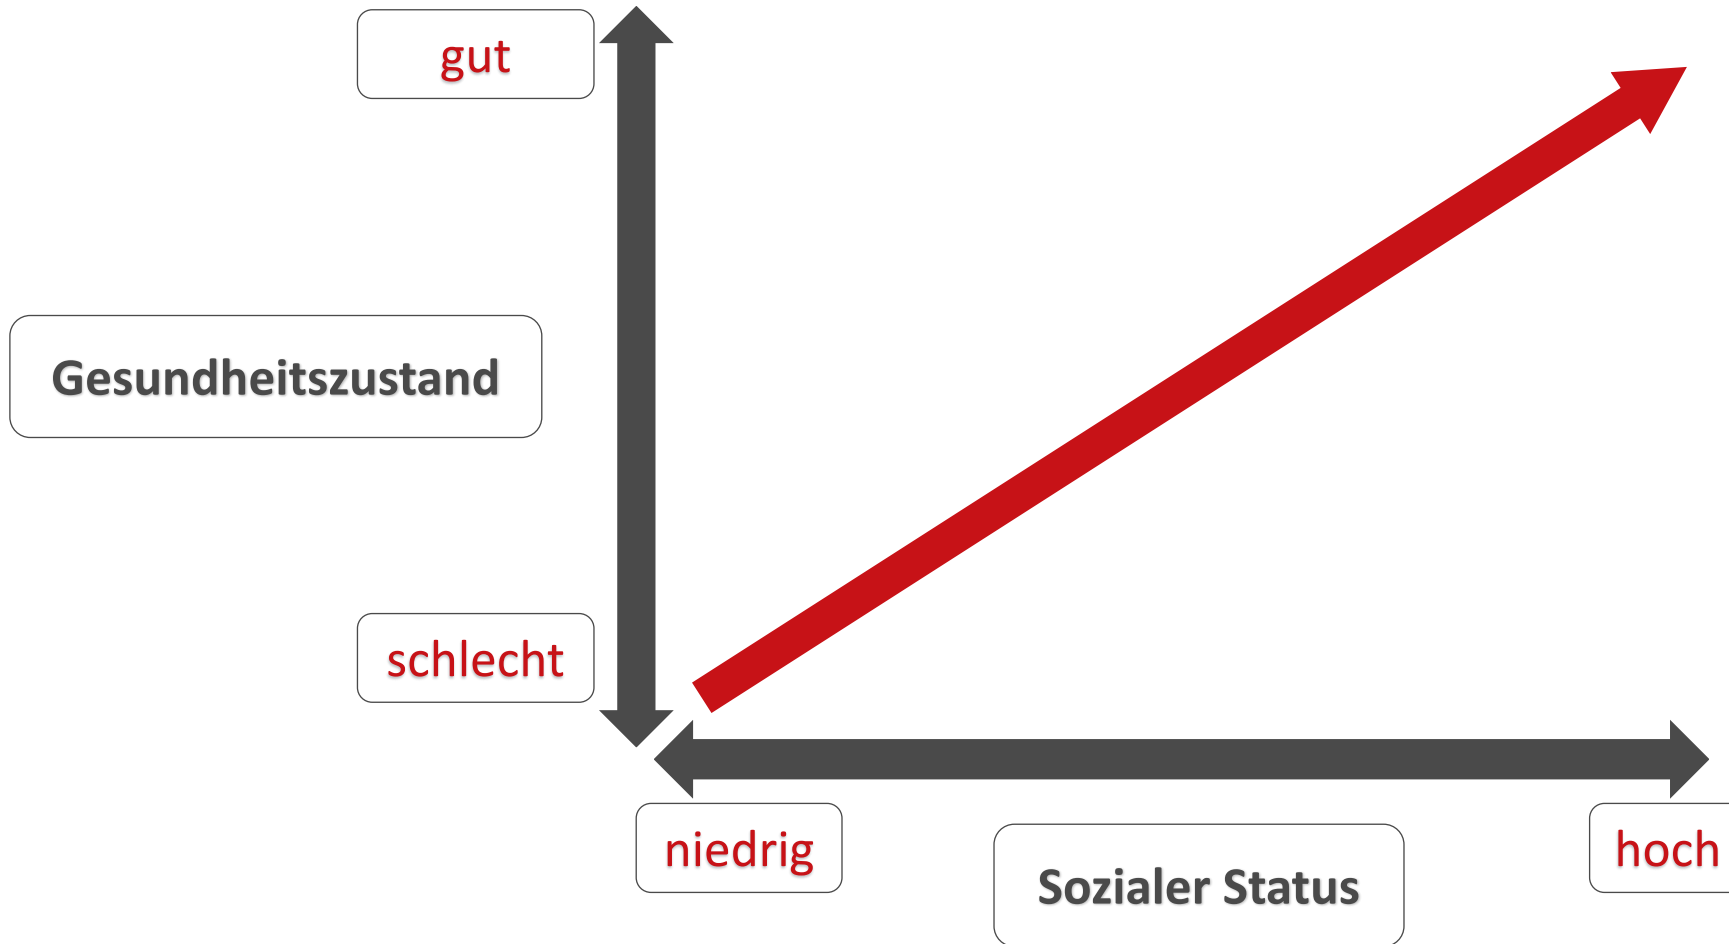 gut
Gesundheitszustand
schlecht
niedrig
hoch
Sozialer Status